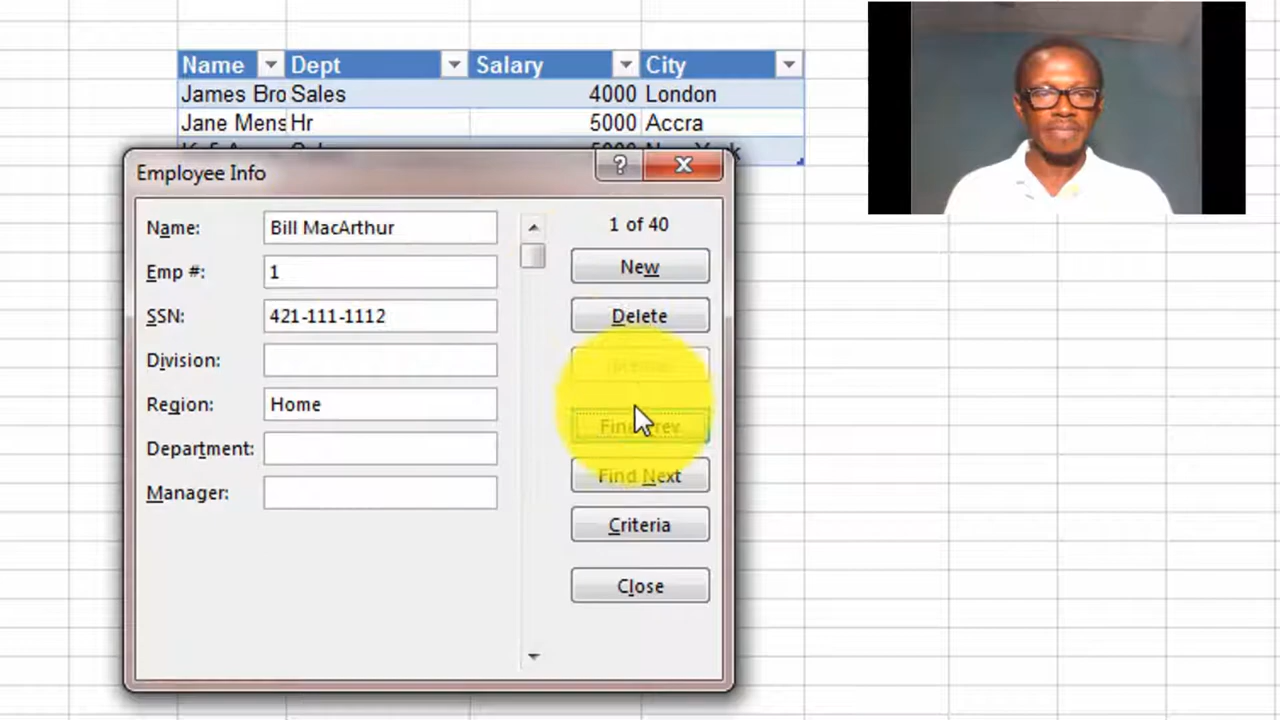 Name Dept Salary City
James Bro Sales 4000 London
Jane Mens Hr 5000 Accra
Employee Info ?
Name: Bill MacArthur
1 of 40
New
Emp #: 1
SSN: 421-111-1112
Delete
Division:
Region: Home
Find Prev
Department:
Find Next
Manager:
Criteria
Close